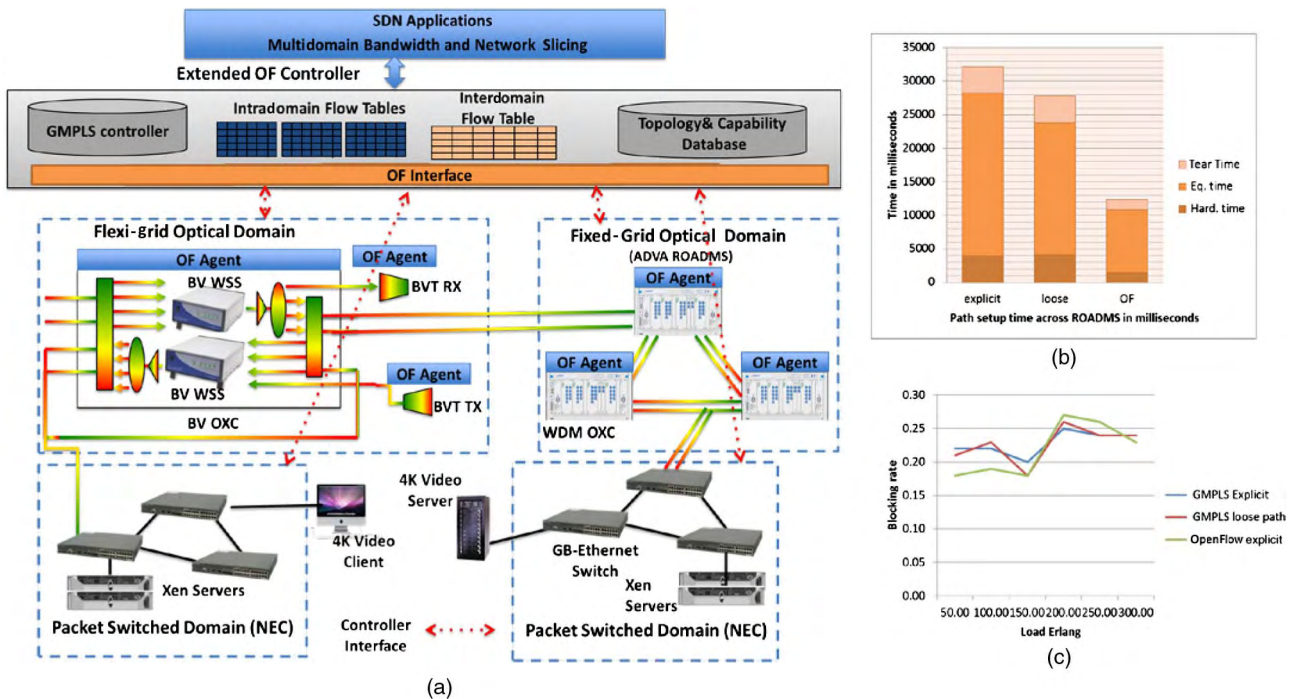 SDN Applications
Multidomain Bandwidth and Network Slicing
Extended OF Controller
GMPLS controller
Intradomain Flow Tables
Interdomain
Flow Table
Topology& Capability
Database
OF Interface
Flexi-grid Optical Domain
OF Agent
BV WSS
BV WSS
BV OXC
OF Agent
BVT RX
OF Agent
BVT TX
Fixed-Grid Optical Domain
(ADVA ROADMS)
OF Agent
OF Agent
OF Agent
WDM OXC
Xen Servers
Packet Switched Domain (NEC)
4K Video
Client
4K Video
Server
GB-Ethernet
Switch
Xen
Servers
Packet Switched Domain (NEC)
Controller
Interface
(a)
35000
30000
25000
20000
15000
10000
5000
0
Time in milliseconds
explicit
loose
OF
Path setup time across ROADMS in milliseconds
Tear Time
Eq. time
Hard. time
(b)
0.30
0.25
0.20
0.15
0.10
0.05
0.00
Blocking rate
50.00 100.00 150.00 200.00 250.00 300.00
Load Erlang
GMPLS Explicit
GMPLS loose path
OpenFlow explicit
(c)